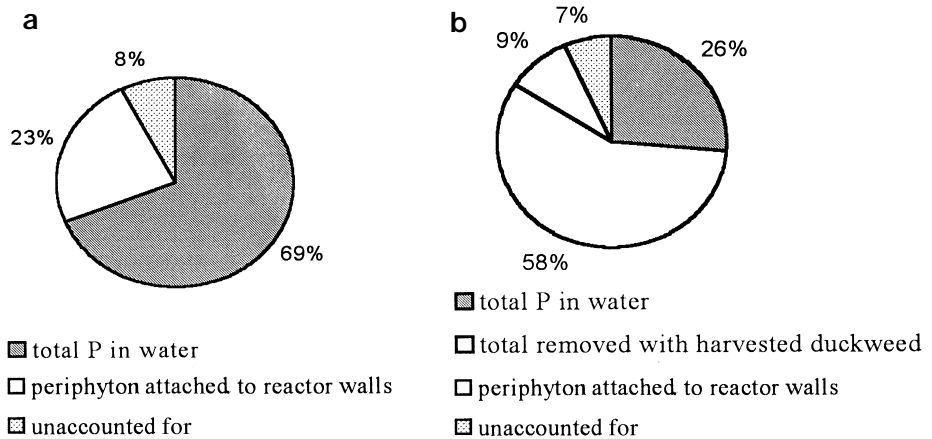 a
8%
23%
69%
total P in water
periphyton attached to reactor walls
unaccounted for
b
7%
9%
26%
58%
total P in water
total removed with harvested duckweed
periphyton attached to reactor walls
unaccounted for